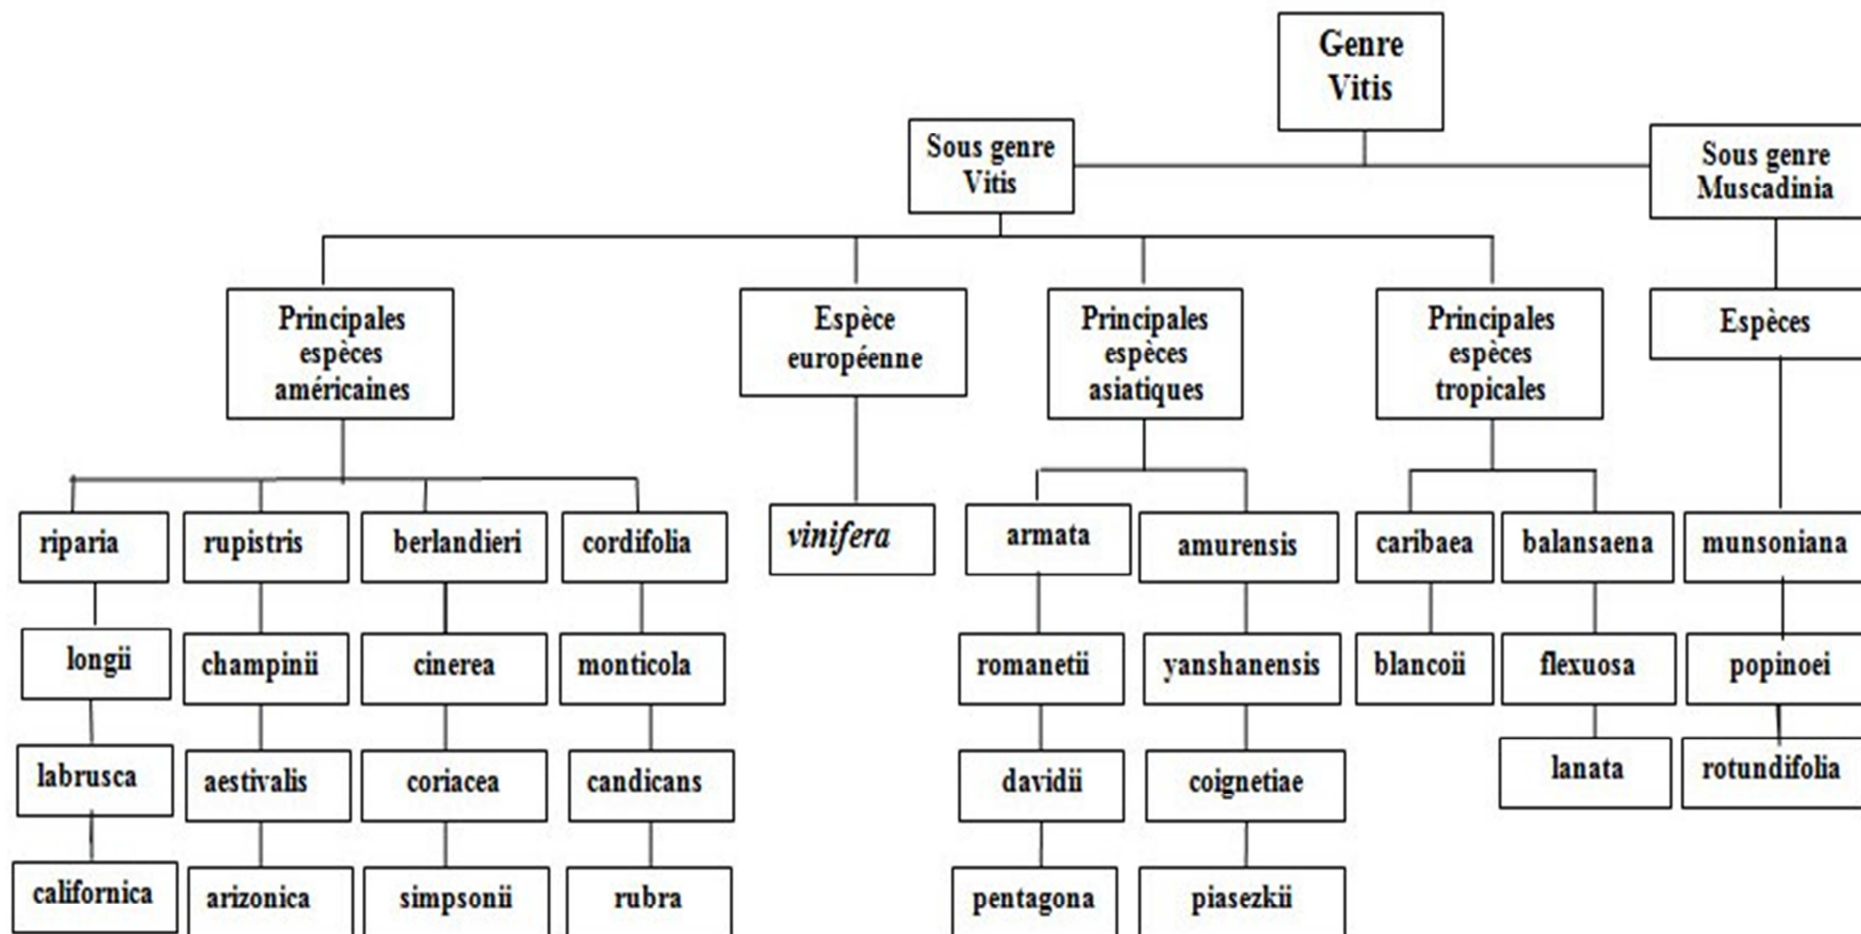 Genre
Vitis
Sous genre
Vitis
Sous genre
Muscadinia
Principales
espèces
américaines
Espèce
européenne
Principales
espèces
asiatiques
Principales
espèces
tropicales
Espèces
riparia
rupistris
berlandieri
cordifolia
vinifera
armata
amurensis
caribaea
balansaena
munsoniana
longii
champinii
cinerea
monticola
romanetii
yanshanensis
blancoii
flexuosa
popinoei
labrusca
aestivalis
coriacea
candicans
davidii
coignetiae
lanata
rotundifolia
californica
arizonica
simpsonii
rubra
pentagona
piasezkii